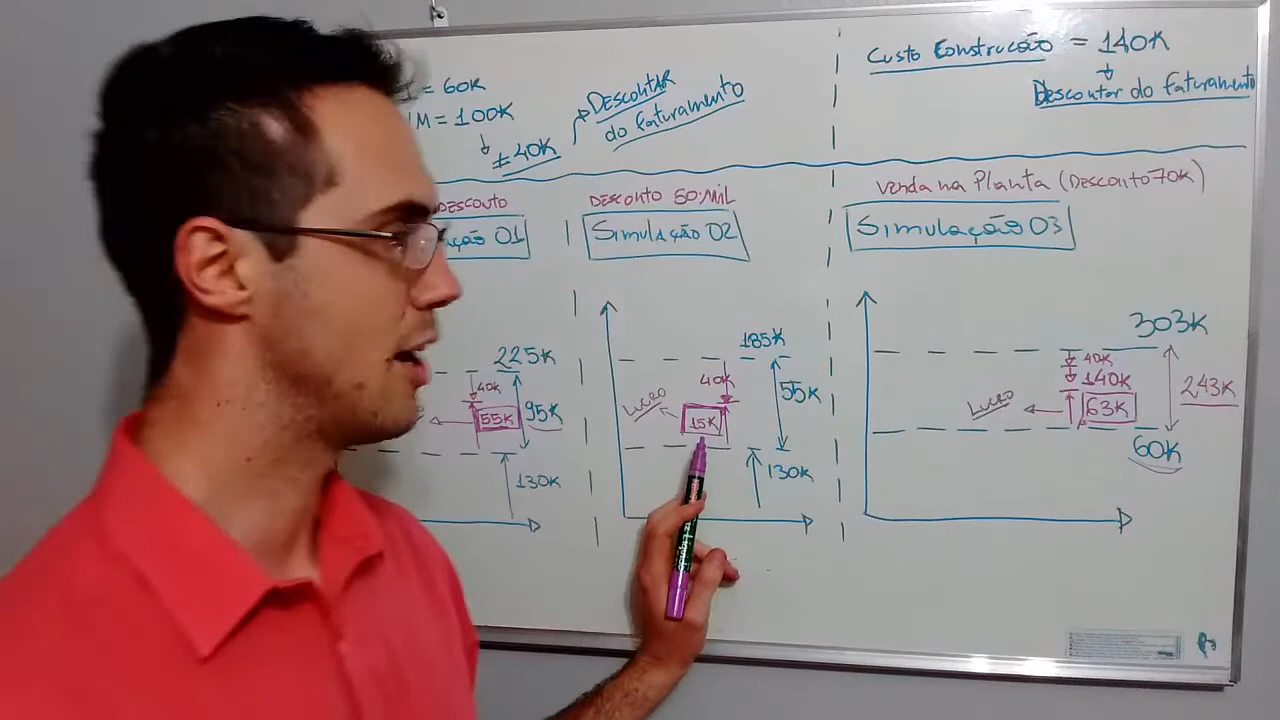 = 60K
M = 100K
± 40K
DESCONTAR
do faturamento
Custo Construcão = 140K
Descontar do faturamento
DESCONTO
ção 01
225K
40K
55K
95K
130K
DESCONTO 50 MIL
Simulação 02
185K
40K
55K
Lucro
15K
130K
Venda na Planta (Desconto 70K)
Simulação 03
303K
40K
140K
243K
Lucro
63K
60K